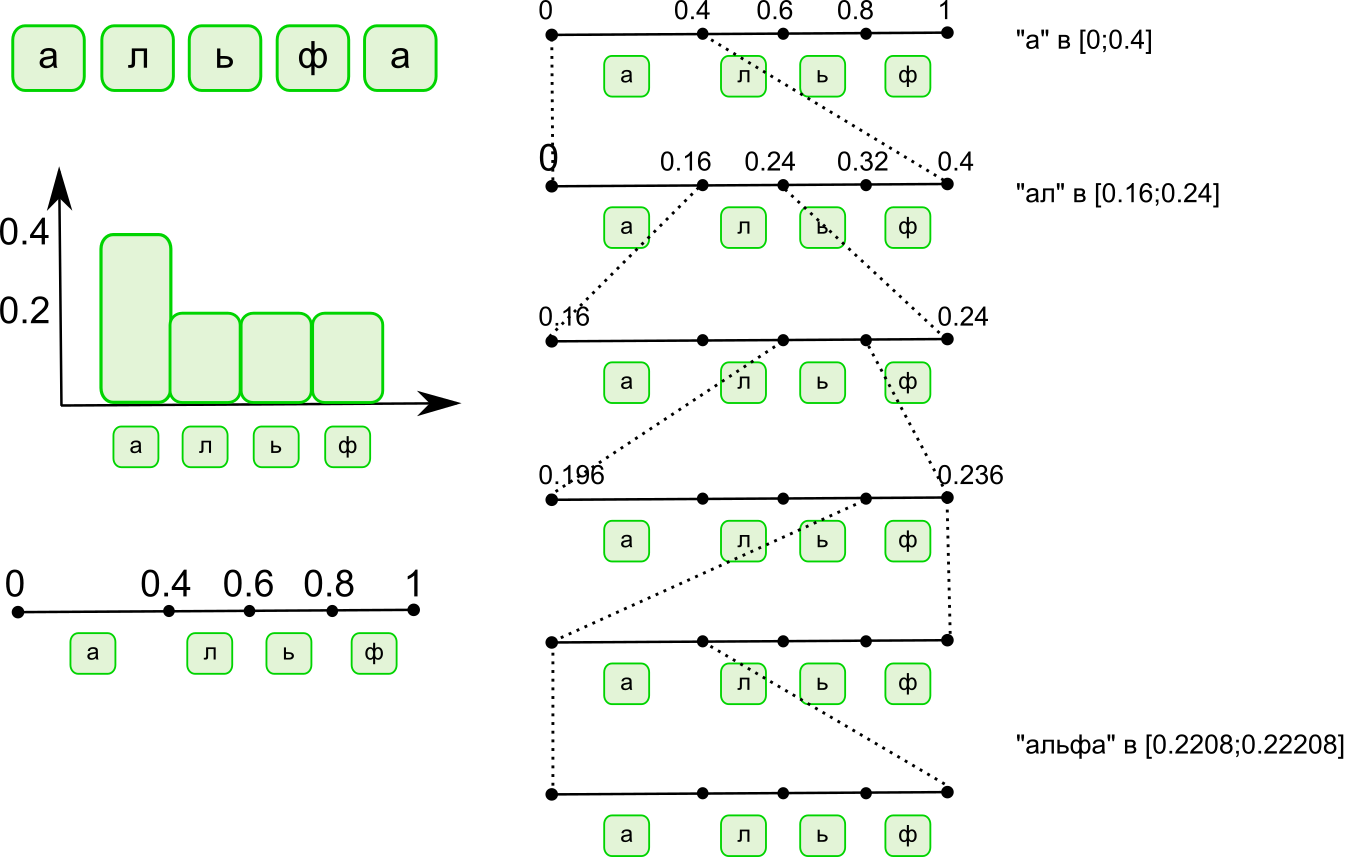 а л ь ф а
0.4
0.2
а л ь ф
0 0.4 0.6 0.8 1
а л ь ф
0 0.4 0.6 0.8 1
"а" в [0;0.4]
а л ь ф
0 0.16 0.24 0.32 0.4
"ал" в [0.16;0.24]
а л ь ф
0.16 0.24
а л ь ф
0.196 0.236
а л ь ф
а л ь ф
"альфа" в [0.2208;0.22208]
а л ь ф